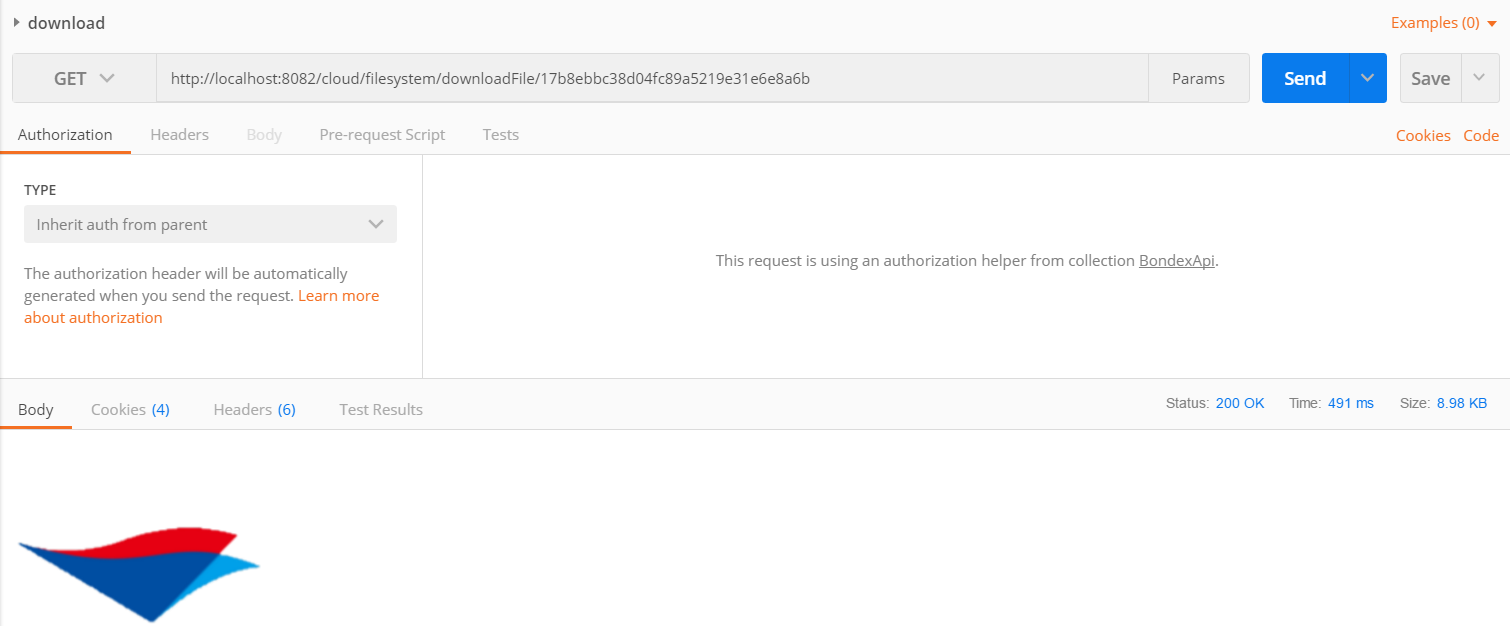 download
Examples (0)
GET http://localhost:8082/cloud/filesystem/downloadFile/17b8ebbc38d04fc89a5219e31e6e8a6b Params Send Save
Authorization Headers Body Pre-request Script Tests Cookies Code
TYPE
Inherit auth from parent
The authorization header will be automatically
generated when you send the request. Learn more
about authorization
This request is using an authorization helper from collection BondexApi.
Body Cookies (4) Headers (6) Test Results Status: 200 OK Time: 491 ms Size: 8.98 KB